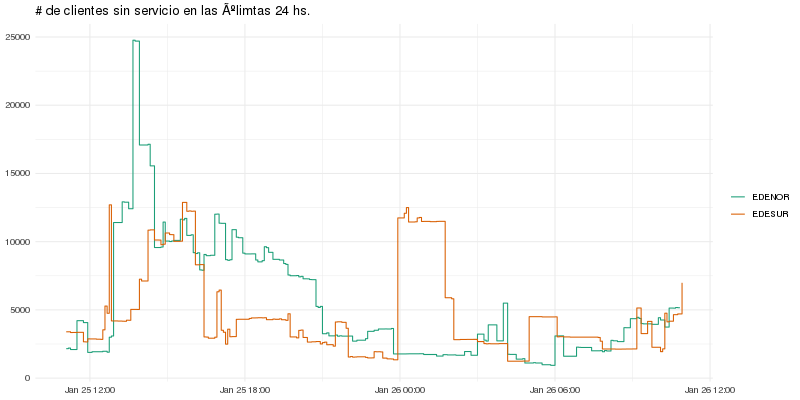 # de clientes sin servicio en las Ãºlimtas 24 hs.
25000
20000
15000
10000
5000
0
Jan 25 12:00
Jan 25 18:00
Jan 26 00:00
Jan 26 06:00
Jan 26 12:00
EDENOR
EDESUR